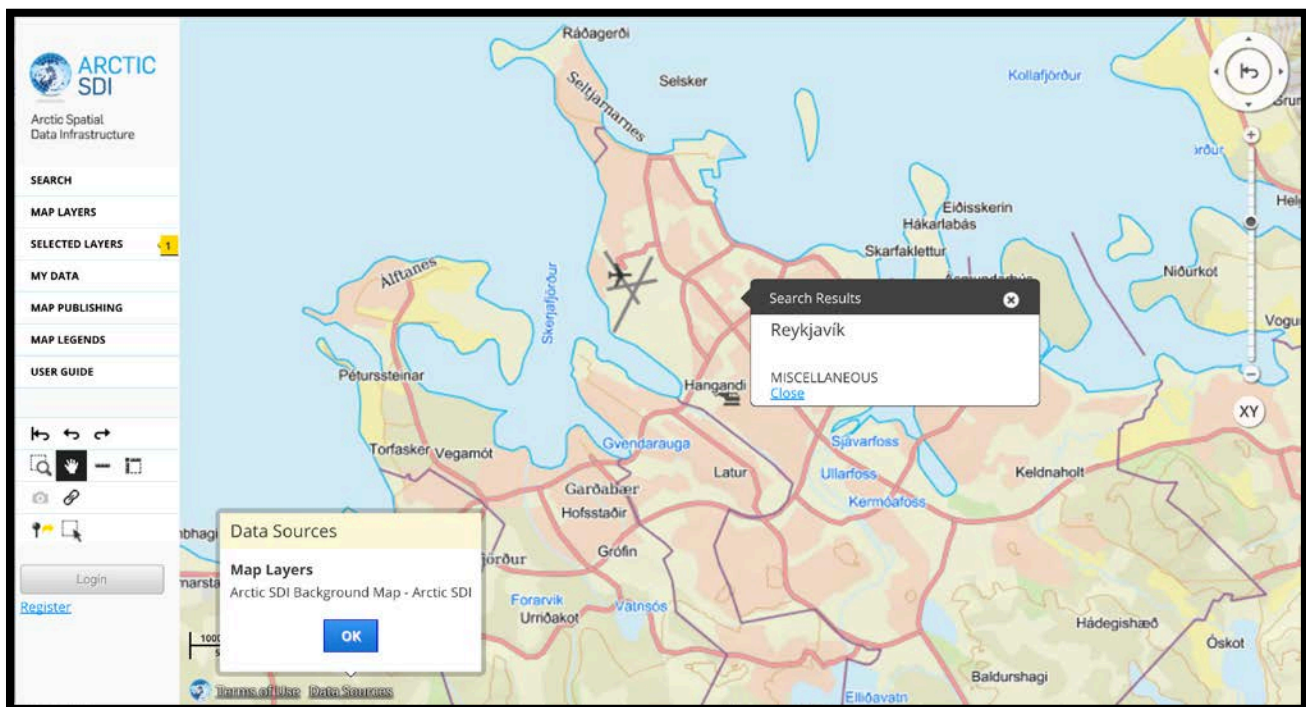 ARCTIC
SDI
Arctic Spatial
Data Infrastructure
SEARCH
MAP LAYERS
SELECTED LAYERS
1
MY DATA
MAP PUBLISHING
MAP LEGENDS
USER GUIDE
Login
Register
Ráðagerði
Seltjarnarnes
Selsker
Kollafjörður
Eiðisskerin
Hákarlabás
Skarfaklettur
Niðurkot
Álftanes
Skerjafjörður
Search Results
Reykjavík
MISCELLANEOUS
Close
XY
Péturssteinar
Hangandi
Torfasker
Vegamót
Gvendarauga
Sjávarfoss
Latur
Ullarfoss
Keldnaholt
Garðabær
Kermóafoss
Hofsstaðir
Grófin
Data Sources
Map Layers
Arctic SDI Background Map - Arctic SDI
OK
Forarvik
Urriðakot
Vatnsós
Hádegishæð
Óskot
Baldurshagi
Elliðavatn
Terms of Use Data Sources